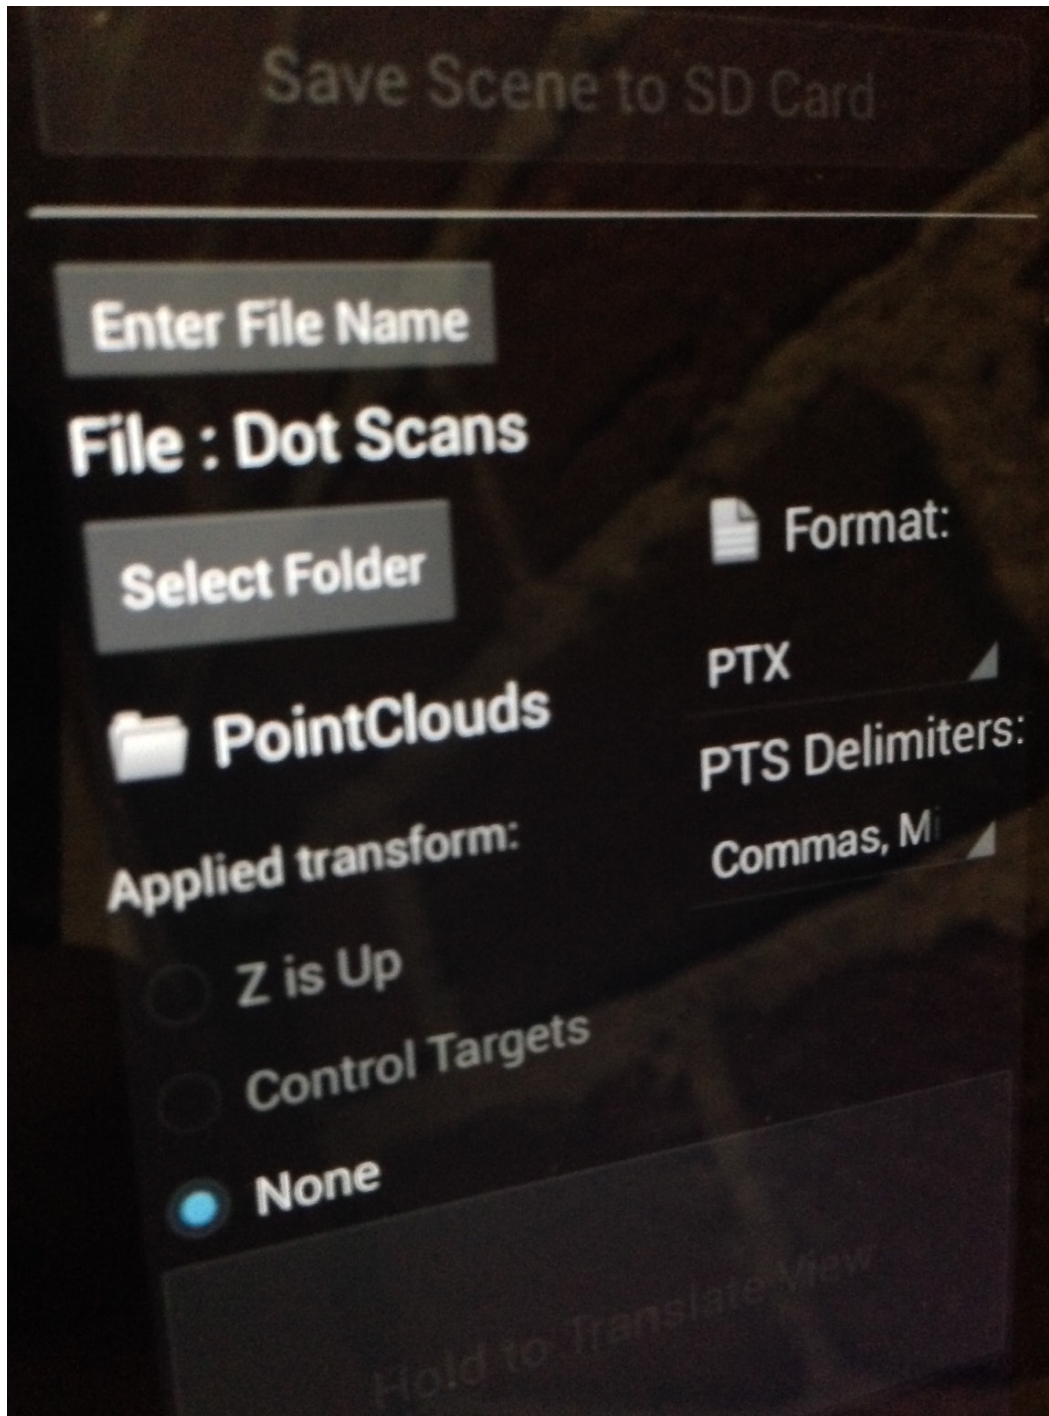 Save Scene to SD Card
Enter File Name
File : Dot Scans
Select Folder
Format:
PointClouds
PTX
PTS Delimiters:
Applied transform:
Commas, M
Z is Up
Control Targets
None
Hold to Translate View